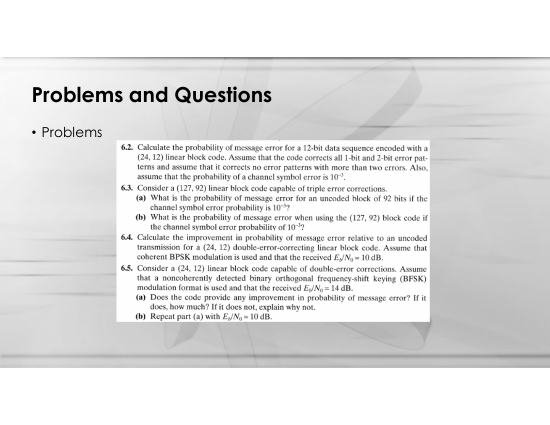 Problems and Questions
• Problems
6.2. Calculate the probability of message error for a 12-bit data sequence encoded with a
(24, 12) linear block code. Assume that the code corrects all 1-bit and 2-bit error pat-
terns and assume that it corrects no error patterns with more than two errors. Also,
assume that the probability of a channel symbol error is 10⁻³.
6.3. Consider a (127, 92) linear block code capable of triple error corrections.
(a) What is the probability of message error for an uncoded block of 92 bits if the
channel symbol error probability is 10⁻³?
(b) What is the probability of message error when using the (127, 92) block code if
the channel symbol error probability of 10⁻³?
6.4. Calculate the improvement in probability of message error relative to an uncoded
transmission for a (24, 12) double-error-correcting linear block code. Assume that
coherent BPSK modulation is used and that the received E_b/N_0 = 10 dB.
6.5. Consider a (24, 12) linear block code capable of double-error corrections. Assume
that a noncoherently detected binary orthogonal frequency-shift keying (BFSK)
modulation format is used and that the received E_b/N_0 = 14 dB.
(a) Does the code provide any improvement in probability of message error? If it
does, how much? If it does not, explain why not.
(b) Repeat part (a) with E_b/N_0 = 10 dB.